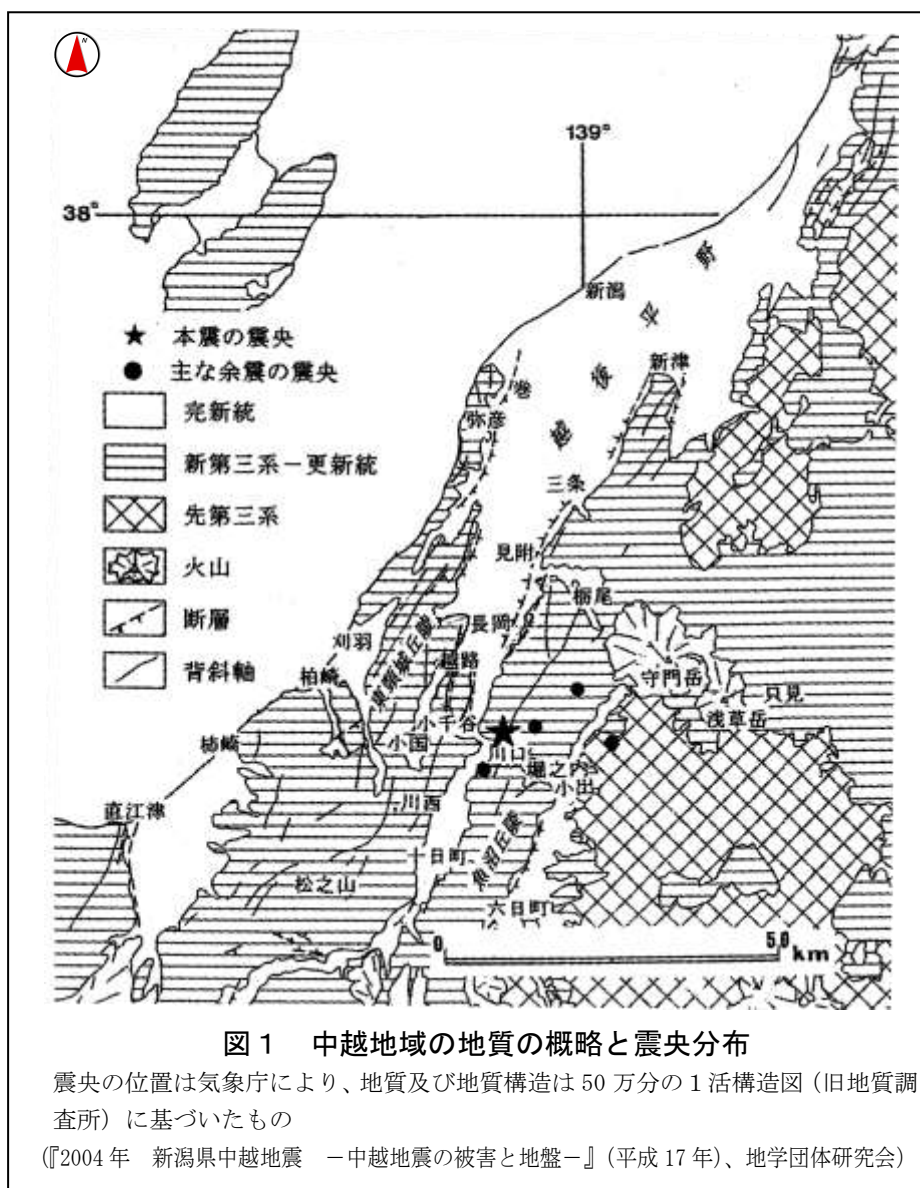 N
139°
38°
新潟
越後平野
★ 本震の震央
● 主な余震の震央
完新統
新第三系－更新統
先第三系
火山
断層
背斜軸
新津
巻
弥彦
三条
見附
栃尾
長岡
刈羽
越路
東頸城丘陵
柏崎
守門岳
只見
浅草岳
小千谷
小国
川口
堀之内
小出
柿崎
川西
直江津
魚沼丘陵
十日町
松之山
六日町
0 50 km
図１　中越地域の地質の概略と震央分布
震央の位置は気象庁により、地質及び地質構造は 50 万分の 1 活構造図（旧地質調
査所）に基づいたもの
(『2004 年　新潟県中越地震　－中越地震の被害と地盤－』（平成 17 年）、地学団体研究会）